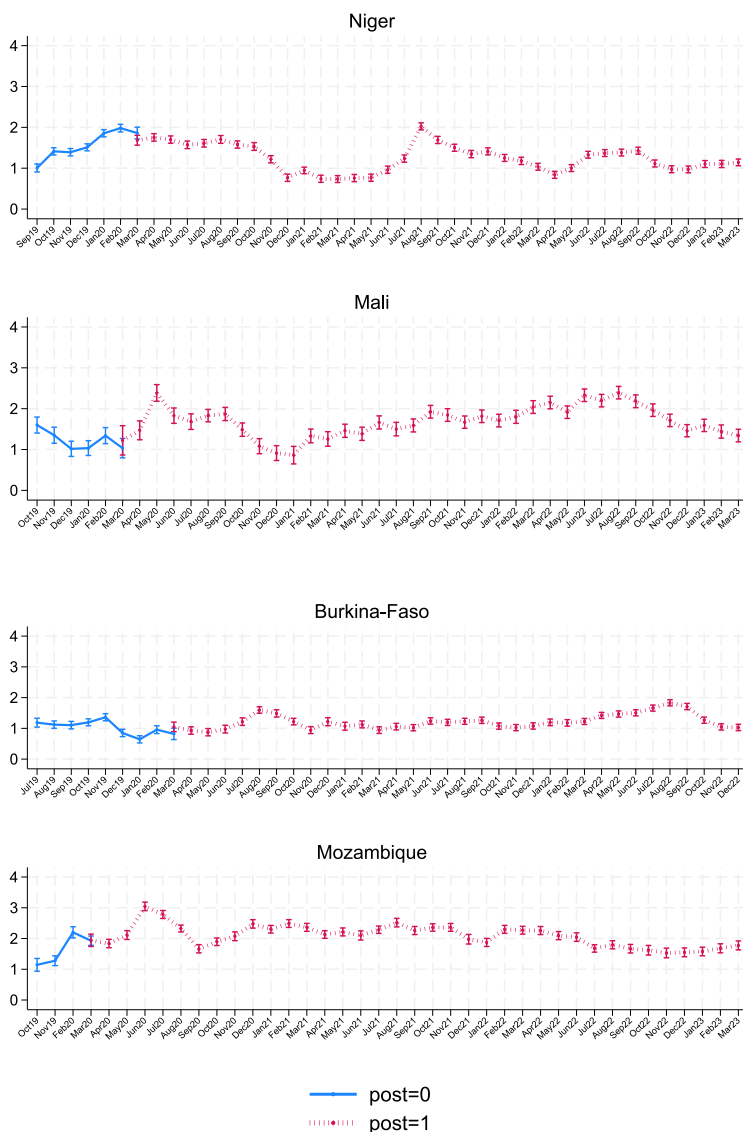 Niger
4
3
2
1
0
Sep19 Oct19 Nov19 Dec19 Jan20 Feb20 Mar20 Apr20 May20 Jun20 Jul20 Aug20 Sep20 Oct20 Nov20 Dec20 Jan21 Feb21 Mar21 Apr21 May21 Jun21 Jul21 Aug21 Sep21 Oct21 Nov21 Dec21 Jan22 Feb22 Mar22 Apr22 May22 Jun22 Jul22 Aug22 Sep22 Oct22 Nov22 Dec22 Jan23 Feb23 Mar23
Mali
4
3
2
1
0
Oct19 Nov19 Dec19 Jan20 Feb20 Mar20 Apr20 May20 Jun20 Jul20 Aug20 Sep20 Oct20 Nov20 Dec20 Jan21 Feb21 Mar21 Apr21 May21 Jun21 Jul21 Aug21 Sep21 Oct21 Nov21 Dec21 Jan22 Feb22 Mar22 Apr22 May22 Jun22 Jul22 Aug22 Sep22 Oct22 Nov22 Dec22 Jan23 Feb23 Mar23
Burkina-Faso
4
3
2
1
0
Jul19 Aug19 Sep19 Oct19 Nov19 Dec19 Jan20 Feb20 Mar20 Apr20 May20 Jun20 Jul20 Aug20 Sep20 Oct20 Nov20 Dec20 Jan21 Feb21 Mar21 Apr21 May21 Jun21 Jul21 Aug21 Sep21 Oct21 Nov21 Dec21 Jan22 Feb22 Mar22 Apr22 May22 Jun22 Jul22 Aug22 Sep22 Oct22 Nov22 Dec22
Mozambique
4
3
2
1
0
Oct19 Nov19 Feb20 Mar20 Apr20 May20 Jun20 Jul20 Aug20 Sep20 Oct20 Nov20 Dec20 Jan21 Feb21 Mar21 Apr21 May21 Jun21 Jul21 Aug21 Sep21 Oct21 Nov21 Dec21 Jan22 Feb22 Mar22 Apr22 May22 Jun22 Jul22 Aug22 Sep22 Oct22 Nov22 Dec22 Jan23 Feb23 Mar23
post=0
post=1